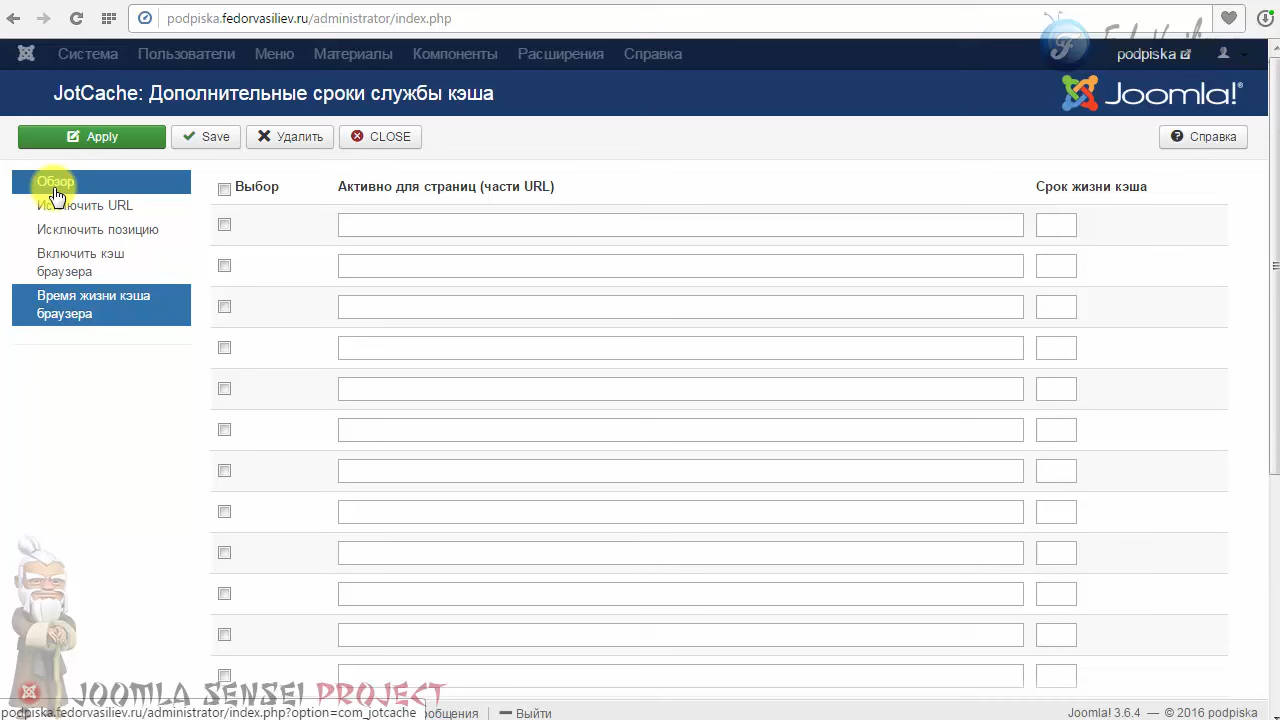 podpiska.fedorvasiliev.ru/administrator/index.php
Система Пользователи Меню Материалы Компоненты Расширения Справка podpiska
JotCache: Дополнительные сроки службы кэша
Joomla!®
Apply Save Удалить CLOSE Справка
Обзор
Исключить URL
Исключить позицию
Включить кэш
браузера
Время жизни кэша
браузера
Выбор Активно для страниц (части URL) Срок жизни кэша
JOOMLA SENSEI PROJECT
podpiska.fedorvasiliev.ru/administrator/index.php?option=com_jotcache общения Выйти Joomla! 3.6.4 — © 2016 podpiska